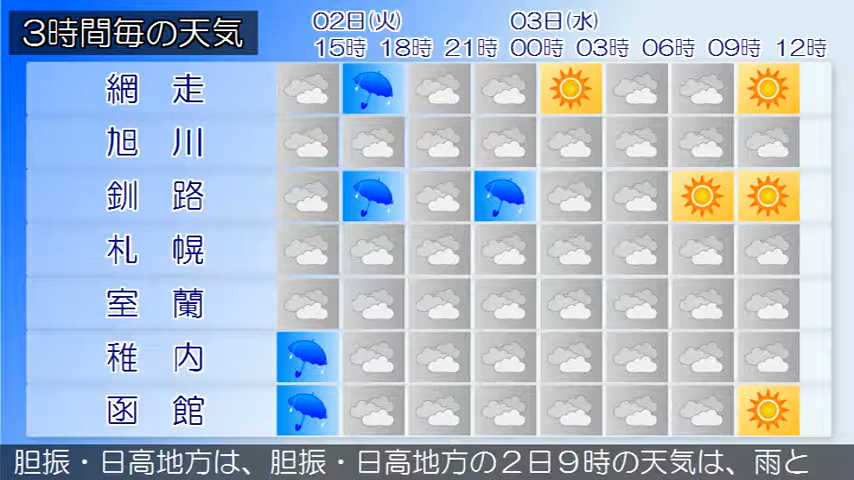 3時間毎の天気
02日(火) 03日(水)
15時 18時 21時 00時 03時 06時 09時 12時
網走
旭川
釧路
札幌
室蘭
稚内
函館
胆振・日高地方は、胆振・日高地方の2日9時の天気は、雨と